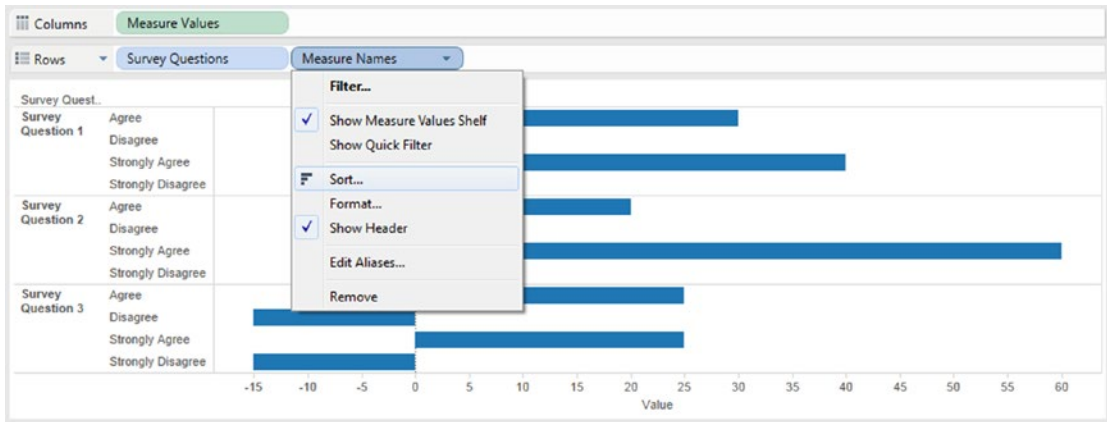 Columns Measure Values
Rows Survey Questions Measure Names
Filter...
Show Measure Values Shelf
Show Quick Filter
Sort...
Format...
Show Header
Edit Aliases...
Remove
Survey Quest..
Survey Question 1
Agree
Disagree
Strongly Agree
Strongly Disagree
Survey Question 2
Agree
Disagree
Strongly Agree
Strongly Disagree
Survey Question 3
Agree
Disagree
Strongly Agree
Strongly Disagree
-15 -10 -5 0 5 10 15 20 25 30 35 40 45 50 55 60
Value